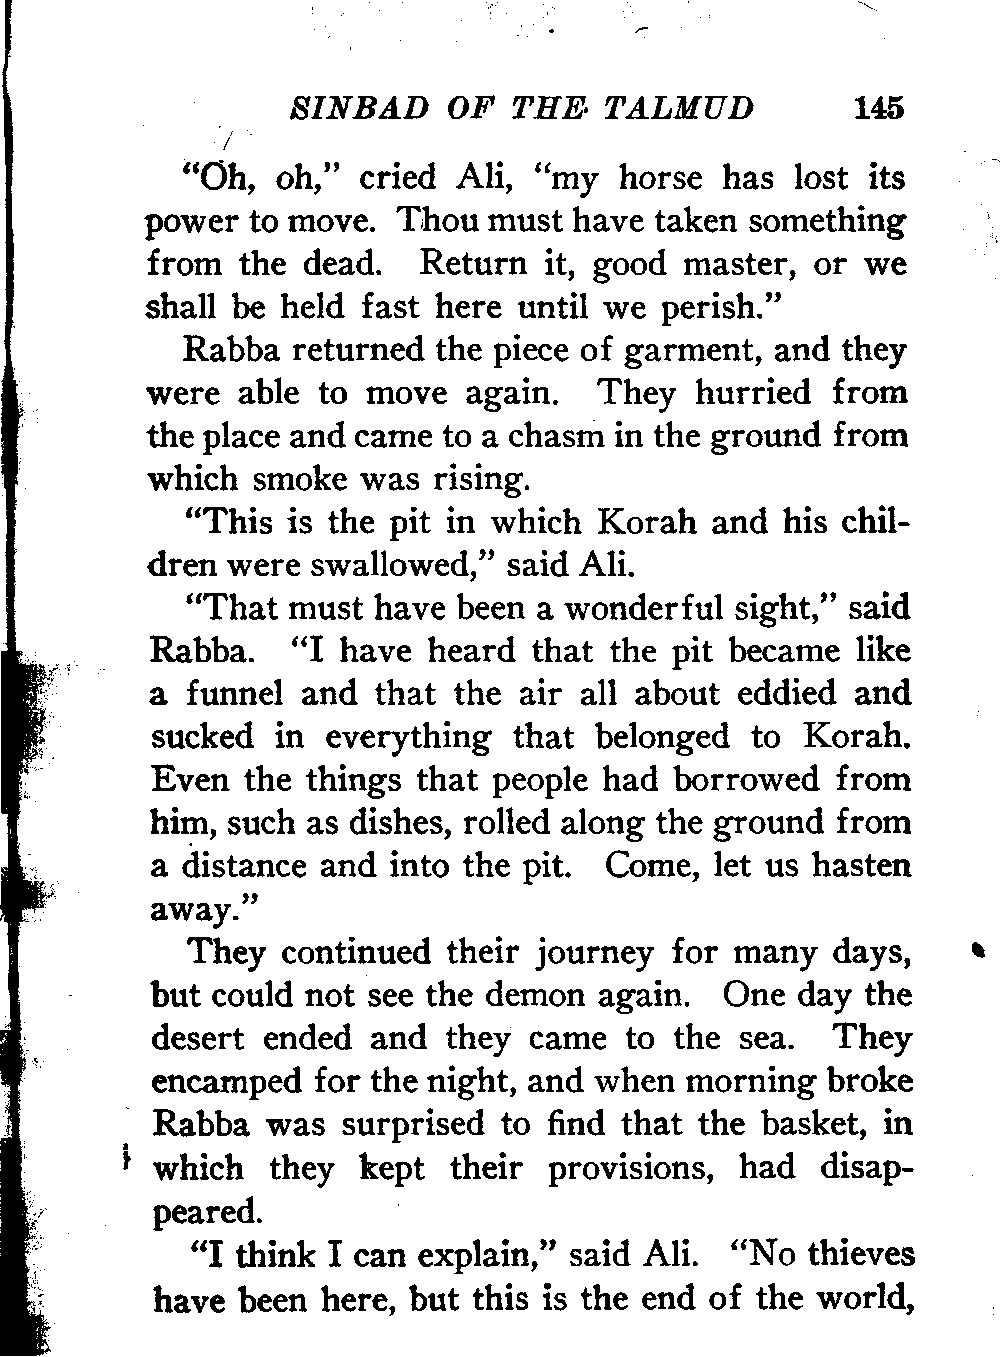 SINBAD OF THE TALMUD 145
“Oh, oh,” cried Ali, “my horse has lost its
power to move. Thou must have taken something
from the dead. Return it, good master, or we
shall be held fast here until we perish.”
Rabba returned the piece of garment, and they
were able to move again. They hurried from
the place and came to a chasm in the ground from
which smoke was rising.
“This is the pit in which Korah and his chil-
dren were swallowed,” said Ali.
“That must have been a wonderful sight,” said
Rabba. “I have heard that the pit became like
a funnel and that the air all about eddied and
sucked in everything that belonged to Korah.
Even the things that people had borrowed from
him, such as dishes, rolled along the ground from
a distance and into the pit. Come, let us hasten
away.”
They continued their journey for many days,
but could not see the demon again. One day the
desert ended and they came to the sea. They
encamped for the night, and when morning broke
Rabba was surprised to find that the basket, in
which they kept their provisions, had disap-
peared.
“I think I can explain,” said Ali. “No thieves
have been here, but this is the end of the world,